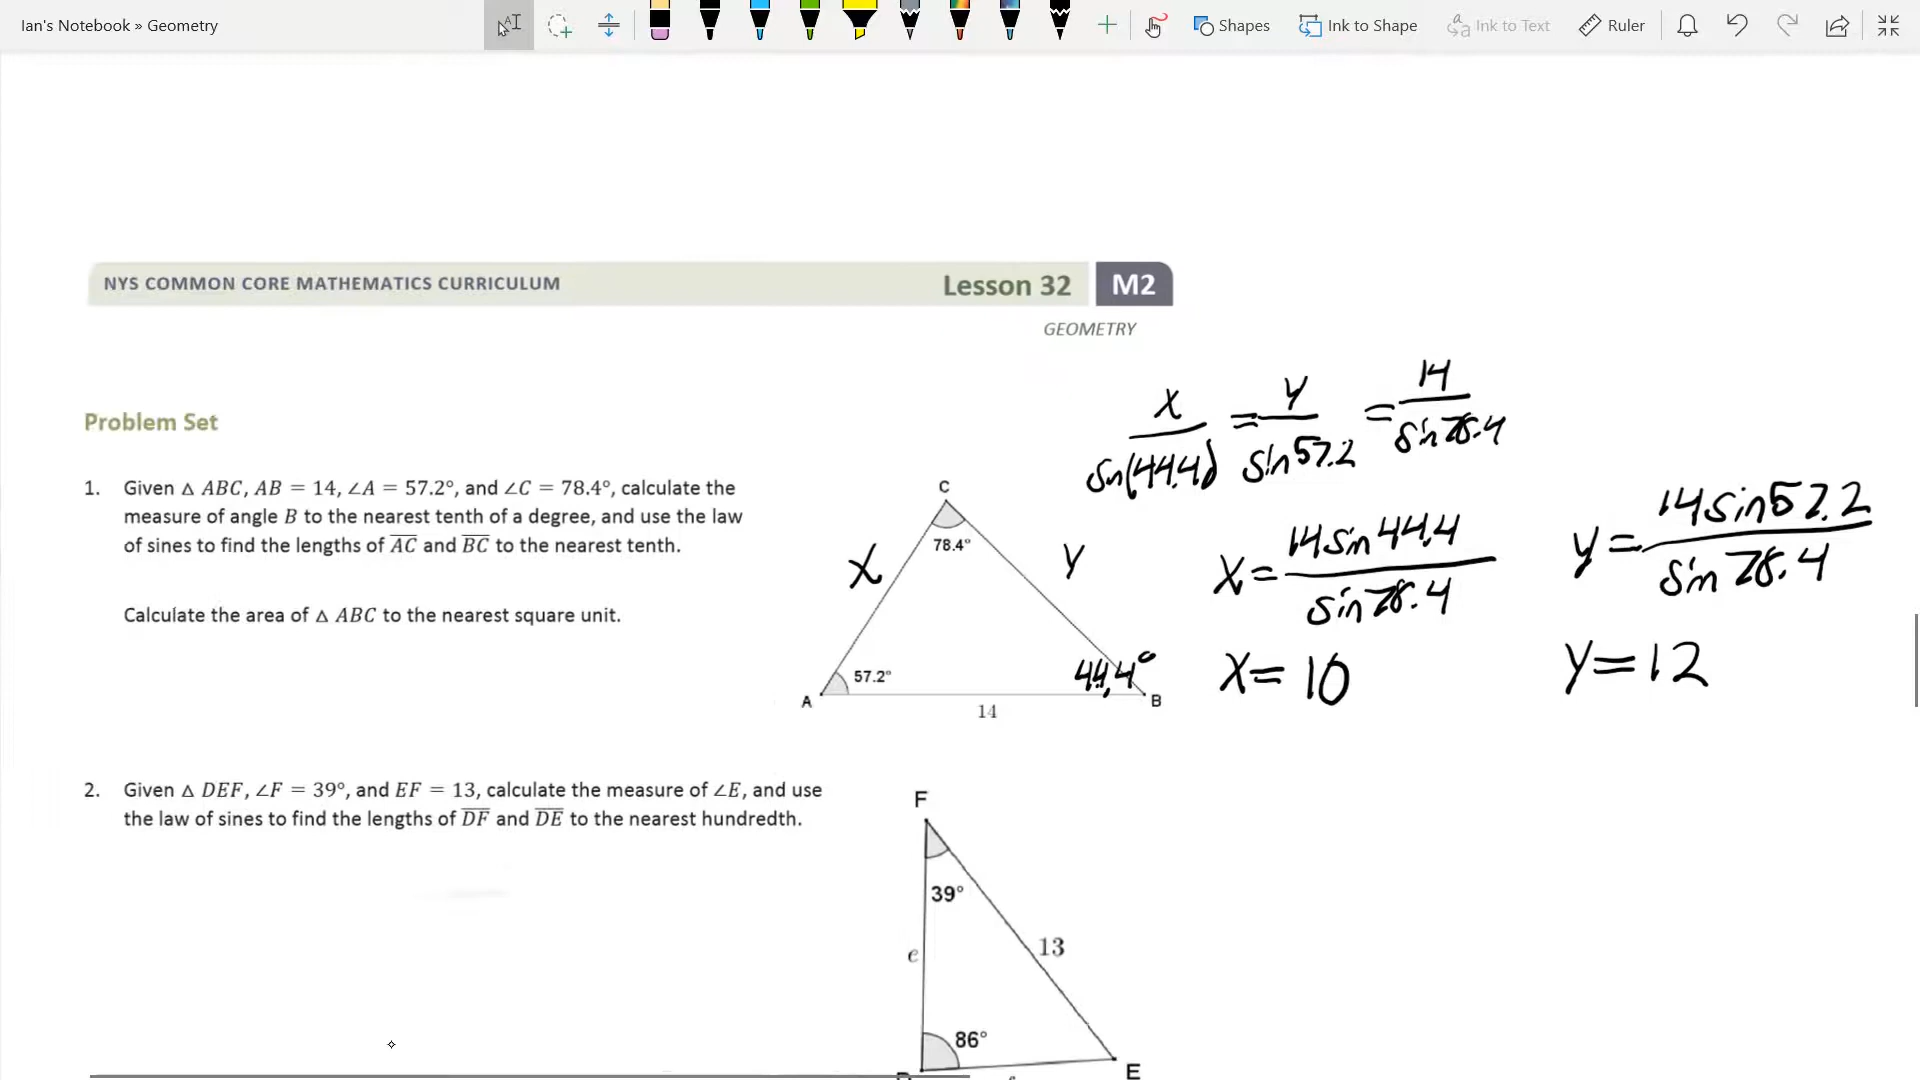 Ian's Notebook » Geometry
Shapes
Ink to Shape
Ink to Text
Ruler
NYS COMMON CORE MATHEMATICS CURRICULUM
Lesson 32
M2
GEOMETRY
Problem Set
1. Given △ ABC, AB = 14, ∠A = 57.2°, and ∠C = 78.4°, calculate the
measure of angle B to the nearest tenth of a degree, and use the law
of sines to find the lengths of A̅C̅ and B̅C̅ to the nearest tenth.
Calculate the area of △ ABC to the nearest square unit.
C
78.4°
X
Y
57.2°
44.4°
A
B
14
X/sin(44.4) = Y/sin57.2 = 14/sin78.4
X = 14sin44.4/sin78.4
y = 14sin57.2/sin78.4
X = 10
Y = 12
2. Given △ DEF, ∠F = 39°, and EF = 13, calculate the measure of ∠E, and use
the law of sines to find the lengths of D̅F̅ and D̅E̅ to the nearest hundredth.
F
39°
e
13
86°
E